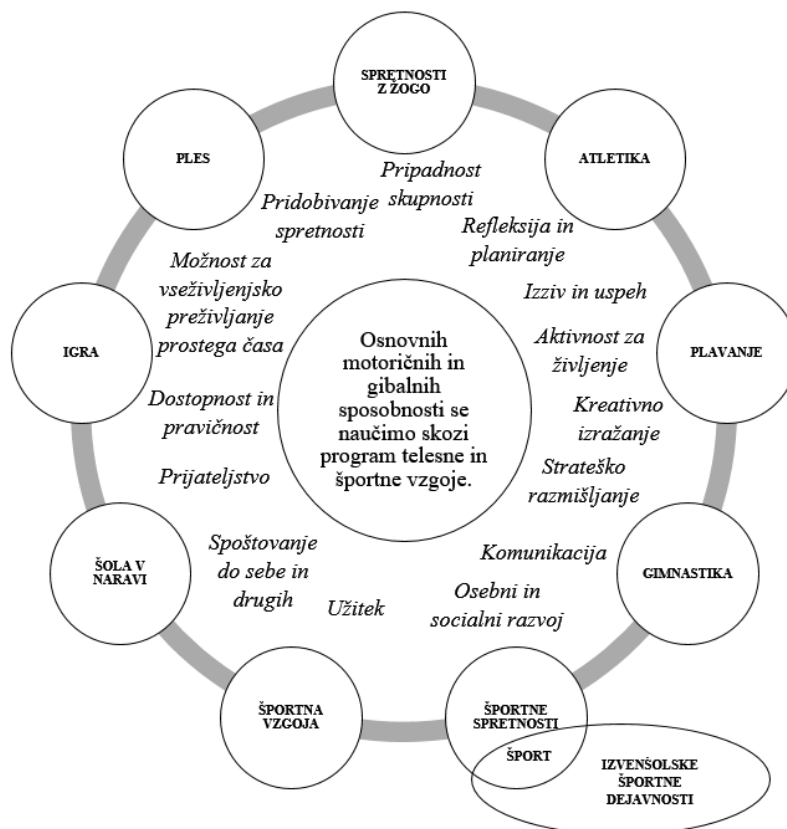 SPRETNOSTI
Z ŽOGO
PLES
ATLETIKA
Pripadnost
skupnosti
Pridobivanje
spretnosti
Refleksija in
planiranje
Možnost za
vseživljenjsko
preživljanje
prostega časa
Izziv in uspeh
IGRA
Osnovnih
motoričnih in
gibalnih
sposobnosti se
naučimo skozi
program telesne in
športne vzgoje.
Aktivnost za
življenje
PLAVANJE
Dostopnost in
pravičnost
Kreativno
izražanje
Prijateljstvo
Strateško
razmišljanje
ŠOLA V
NARAVI
Spoštovanje
do sebe in
drugih
Komunikacija
GIMNASTIKA
Užitek
Osebni in
socialni razvoj
ŠPORTNA
VZGOJA
ŠPORTNE
SPRETNOSTI
ŠPORT
IZVENŠOLSKE
ŠPORTNE
DEJAVNOSTI